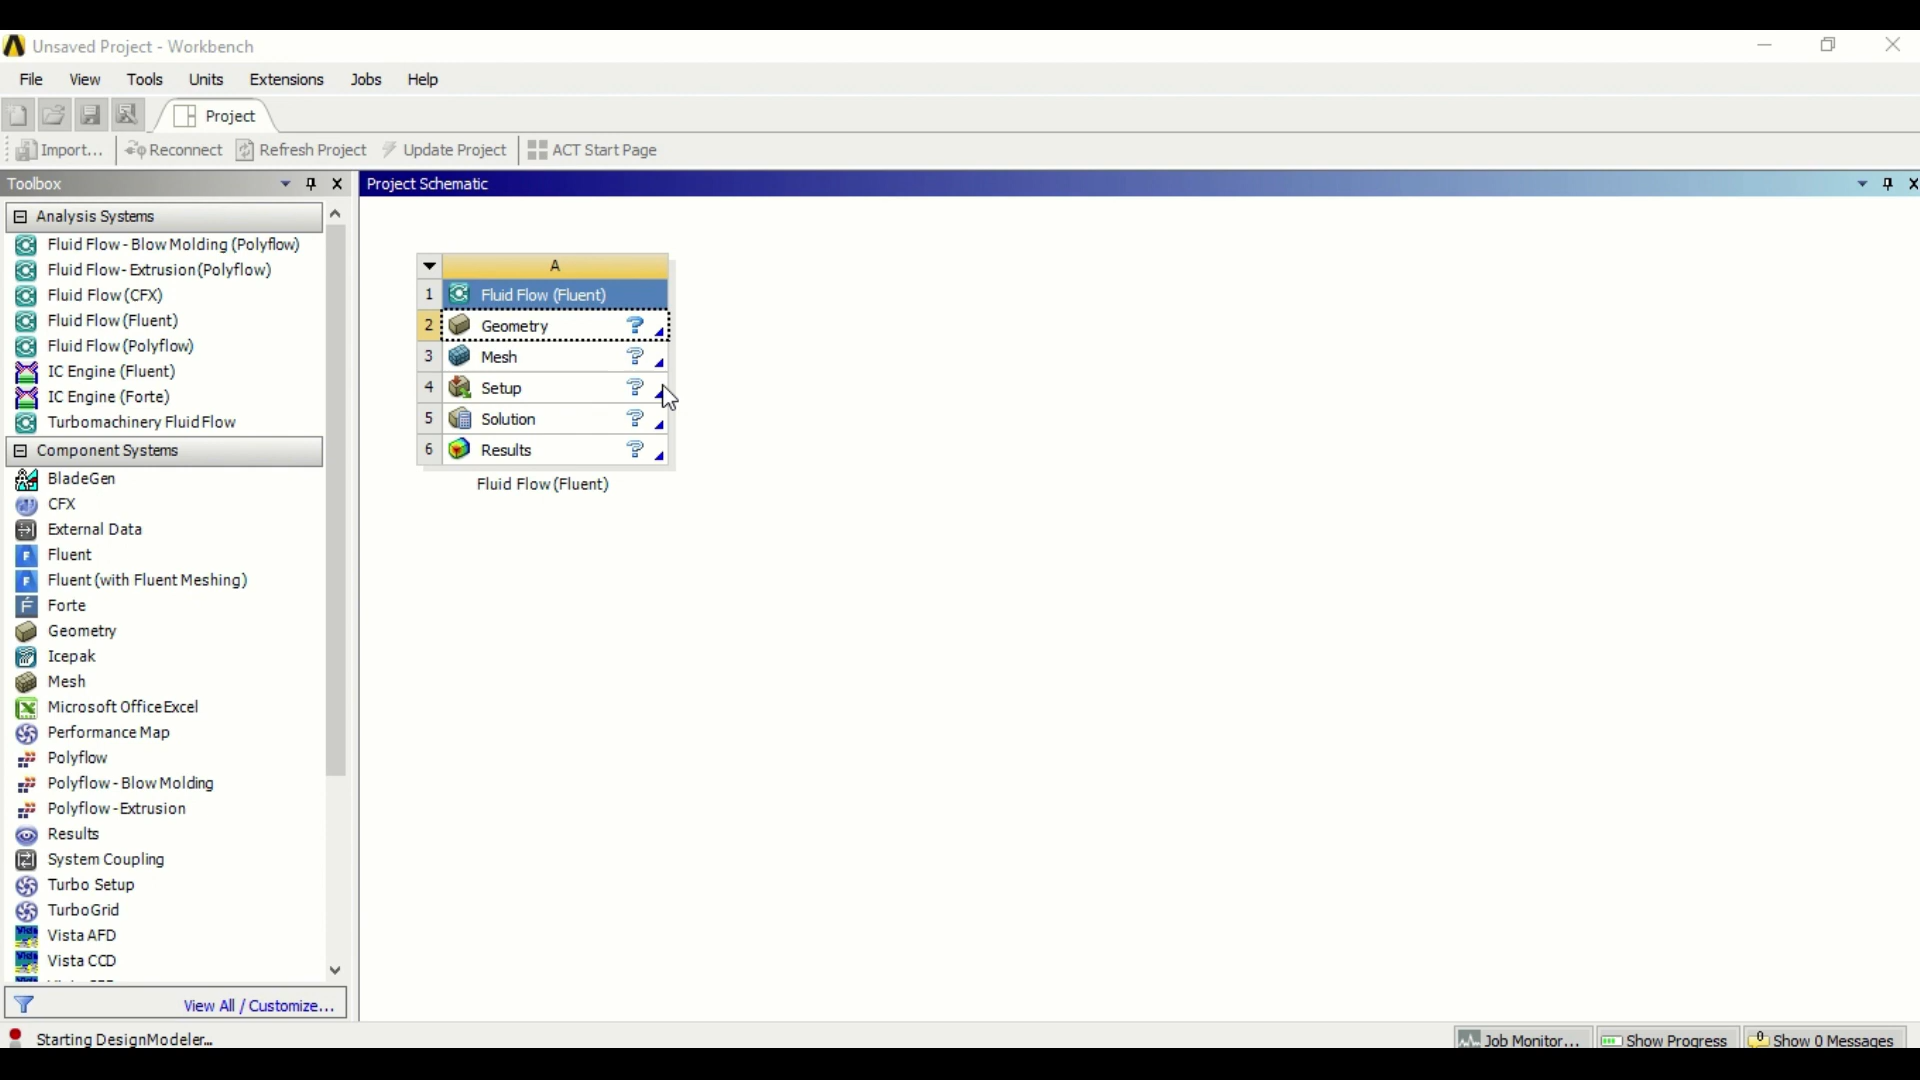 Unsaved Project - Workbench
File View Tools Units Extensions Jobs Help
Project
Import... Reconnect Refresh Project Update Project ACT Start Page
Toolbox
Project Schematic
Analysis Systems
Fluid Flow - Blow Molding (Polyflow)
Fluid Flow - Extrusion (Polyflow)
Fluid Flow (CFX)
Fluid Flow (Fluent)
Fluid Flow (Polyflow)
IC Engine (Fluent)
IC Engine (Forte)
Turbomachinery Fluid Flow
Component Systems
BladeGen
CFX
External Data
Fluent
Fluent (with Fluent Meshing)
Forte
Geometry
Icepak
Mesh
Microsoft Office Excel
Performance Map
Polyflow
Polyflow - Blow Molding
Polyflow - Extrusion
Results
System Coupling
Turbo Setup
TurboGrid
Vista AFD
Vista CCD
View All / Customize...
A
1 Fluid Flow (Fluent)
2 Geometry ?
3 Mesh ?
4 Setup ?
5 Solution ?
6 Results ?
Fluid Flow (Fluent)
Starting DesignModeler...
Job Monitor... Show Progress Show 0 Messages